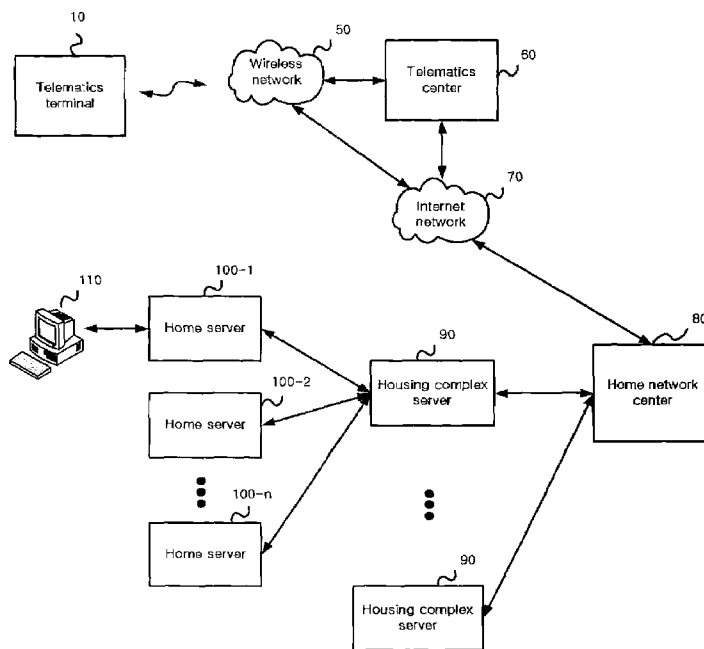 10
Telematics
terminal
50
Wireless
network
Telematics
center
60
70
Internet
network
110
100-1
Home server
100-2
Home server
100-n
Home server
90
Housing complex
server
80
Home network
center
90
Housing complex
server